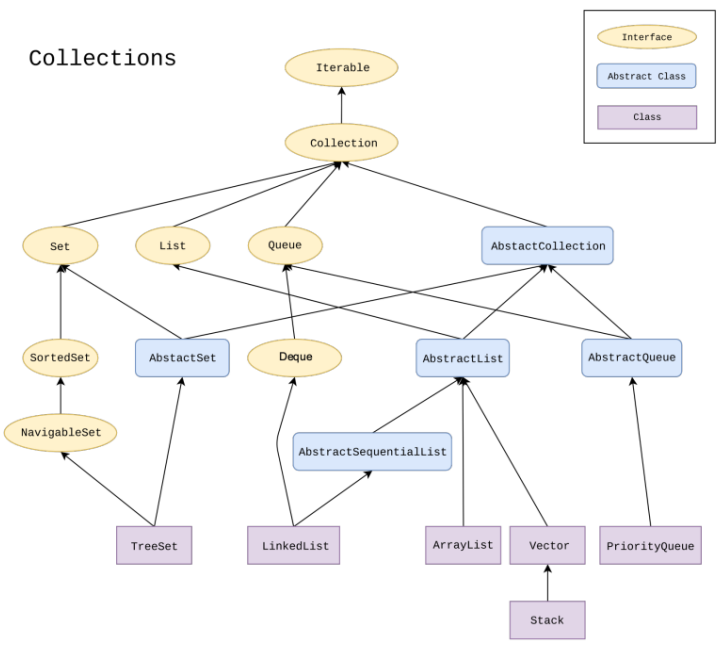 Collections
Interface
Abstract Class
Class
Iterable
Collection
Set
List
Queue
AbstactCollection
SortedSet
AbstactSet
Deque
AbstractList
AbstractQueue
NavigableSet
AbstractSequentialList
TreeSet
LinkedList
ArrayList
Vector
PriorityQueue
Stack